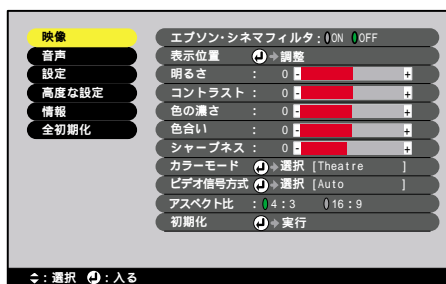 映像
音声
設定
高度な設定
情報
全初期化
エプソン・シネマフィルタ : ON OFF
表示位置 調整
明るさ : 0 - +
コントラスト : 0 - +
色の濃さ : 0 - +
色合い : 0 - +
シャープネス : 0 - +
カラーモード 選択 [Theatre ]
ビデオ信号方式 選択 [Auto ]
アスペクト比 : 4 : 3 16 : 9
初期化 実行
: 選択 : 入る